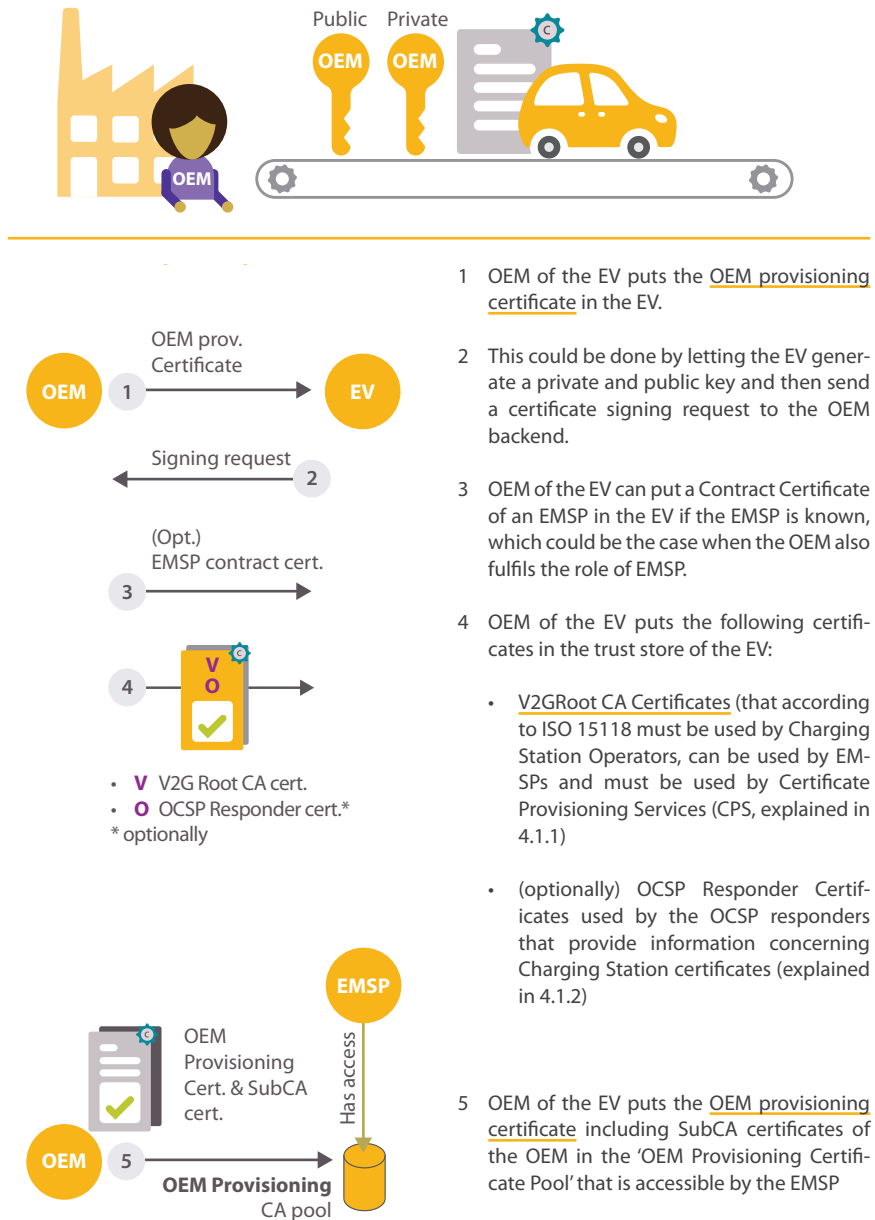 Public Private
C
OEM OEM
OEM
OEM prov.
Certificate
OEM 1 EV
Signing request
2
(Opt.)
EMSP contract cert.
3
C
V
O
4
• V V2G Root CA cert.
• O OCSP Responder cert.*
* optionally
EMSP
C
OEM
Provisioning
Cert. & SubCA
cert.
Has access
OEM 5
OEM Provisioning
CA pool
1 OEM of the EV puts the OEM provisioning
certificate in the EV.
2 This could be done by letting the EV gener-
ate a private and public key and then send
a certificate signing request to the OEM
backend.
3 OEM of the EV can put a Contract Certificate
of an EMSP in the EV if the EMSP is known,
which could be the case when the OEM also
fulfils the role of EMSP.
4 OEM of the EV puts the following certifi-
cates in the trust store of the EV:
• V2GRoot CA Certificates (that according
to ISO 15118 must be used by Charging
Station Operators, can be used by EM-
SPs and must be used by Certificate
Provisioning Services (CPS, explained in
4.1.1)
• (optionally) OCSP Responder Certif-
icates used by the OCSP responders
that provide information concerning
Charging Station certificates (explained
in 4.1.2)
5 OEM of the EV puts the OEM provisioning
certificate including SubCA certificates of
the OEM in the ‘OEM Provisioning Certifi-
cate Pool’ that is accessible by the EMSP